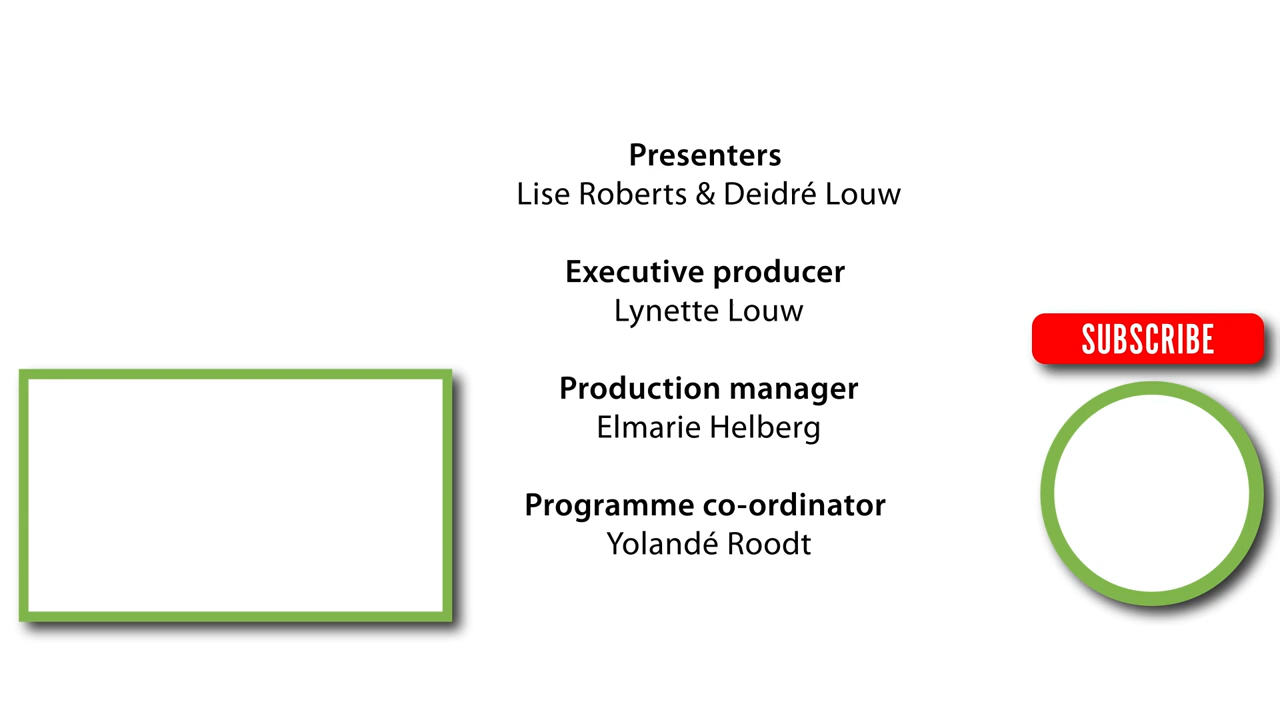 Presenters
Lise Roberts & Deidré Louw
Executive producer
Lynette Louw
Production manager
Elmarie Helberg
Programme co-ordinator
Yolandé Roodt
SUBSCRIBE